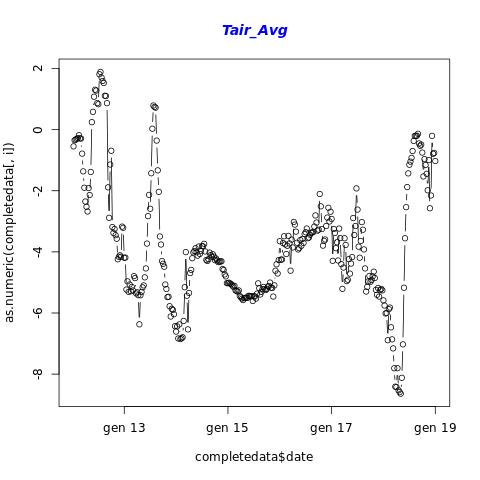 Tair_Avg
as.numeric(completedata[, i])
2
0
-2
-4
-6
-8
gen 13
gen 15
gen 17
gen 19
completedata$date